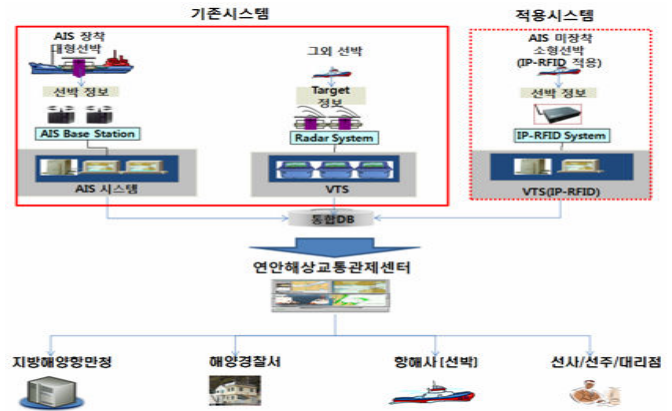 기존시스템
적용시스템
AIS 장착
대형선박
선박 정보
AIS Base Station
AIS 시스템
그외 선박
Target
정보
Radar System
VTS
AIS 미장착
소형선박
(IP-RFID 적용)
선박 정보
IP-RFID System
VTS(IP-RFID)
통합DB
연안해상교통관제센터
지방해양항만청
해양경찰서
항해사 (선박)
선사/선주/대리점